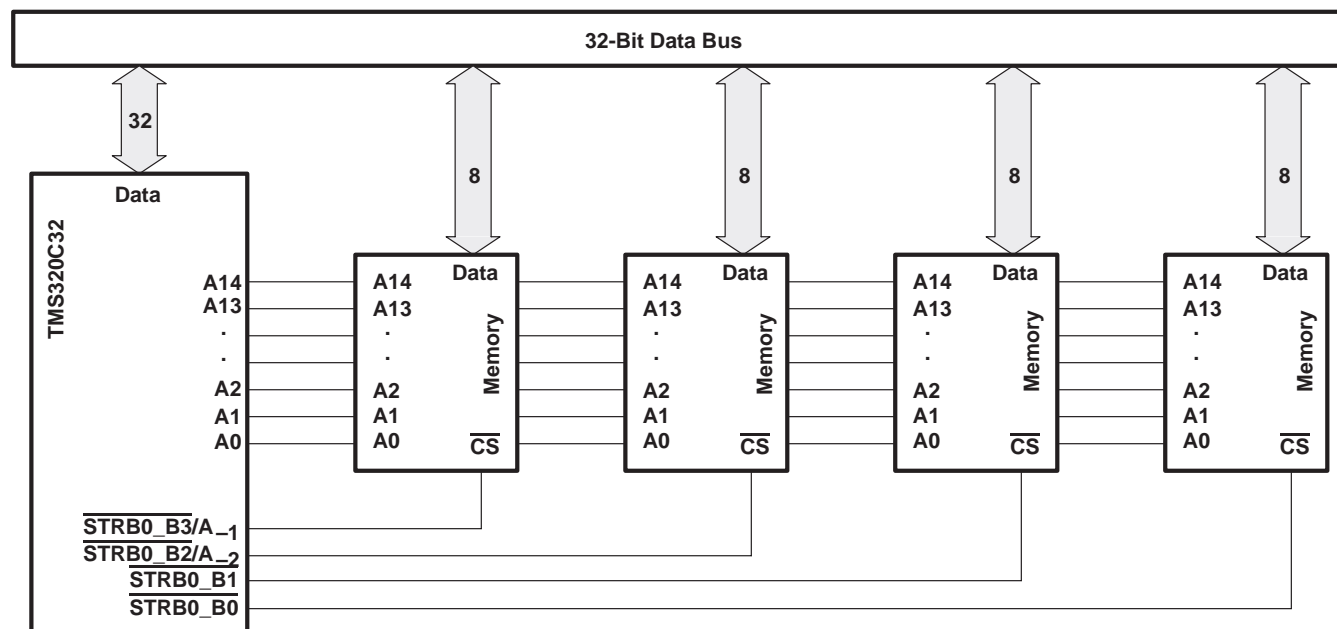 32-Bit Data Bus
32
8
8
8
8
Data
TMS320C32
A14
A13
.
.
A2
A1
A0
STRB0_B3/A–1
STRB0_B2/A–2
STRB0_B1
STRB0_B0
Data
A14
A13
.
.
A2
A1
A0
Memory
CS
Data
A14
A13
.
.
A2
A1
A0
Memory
CS
Data
A14
A13
.
.
A2
A1
A0
Memory
CS
Data
A14
A13
.
.
A2
A1
A0
Memory
CS